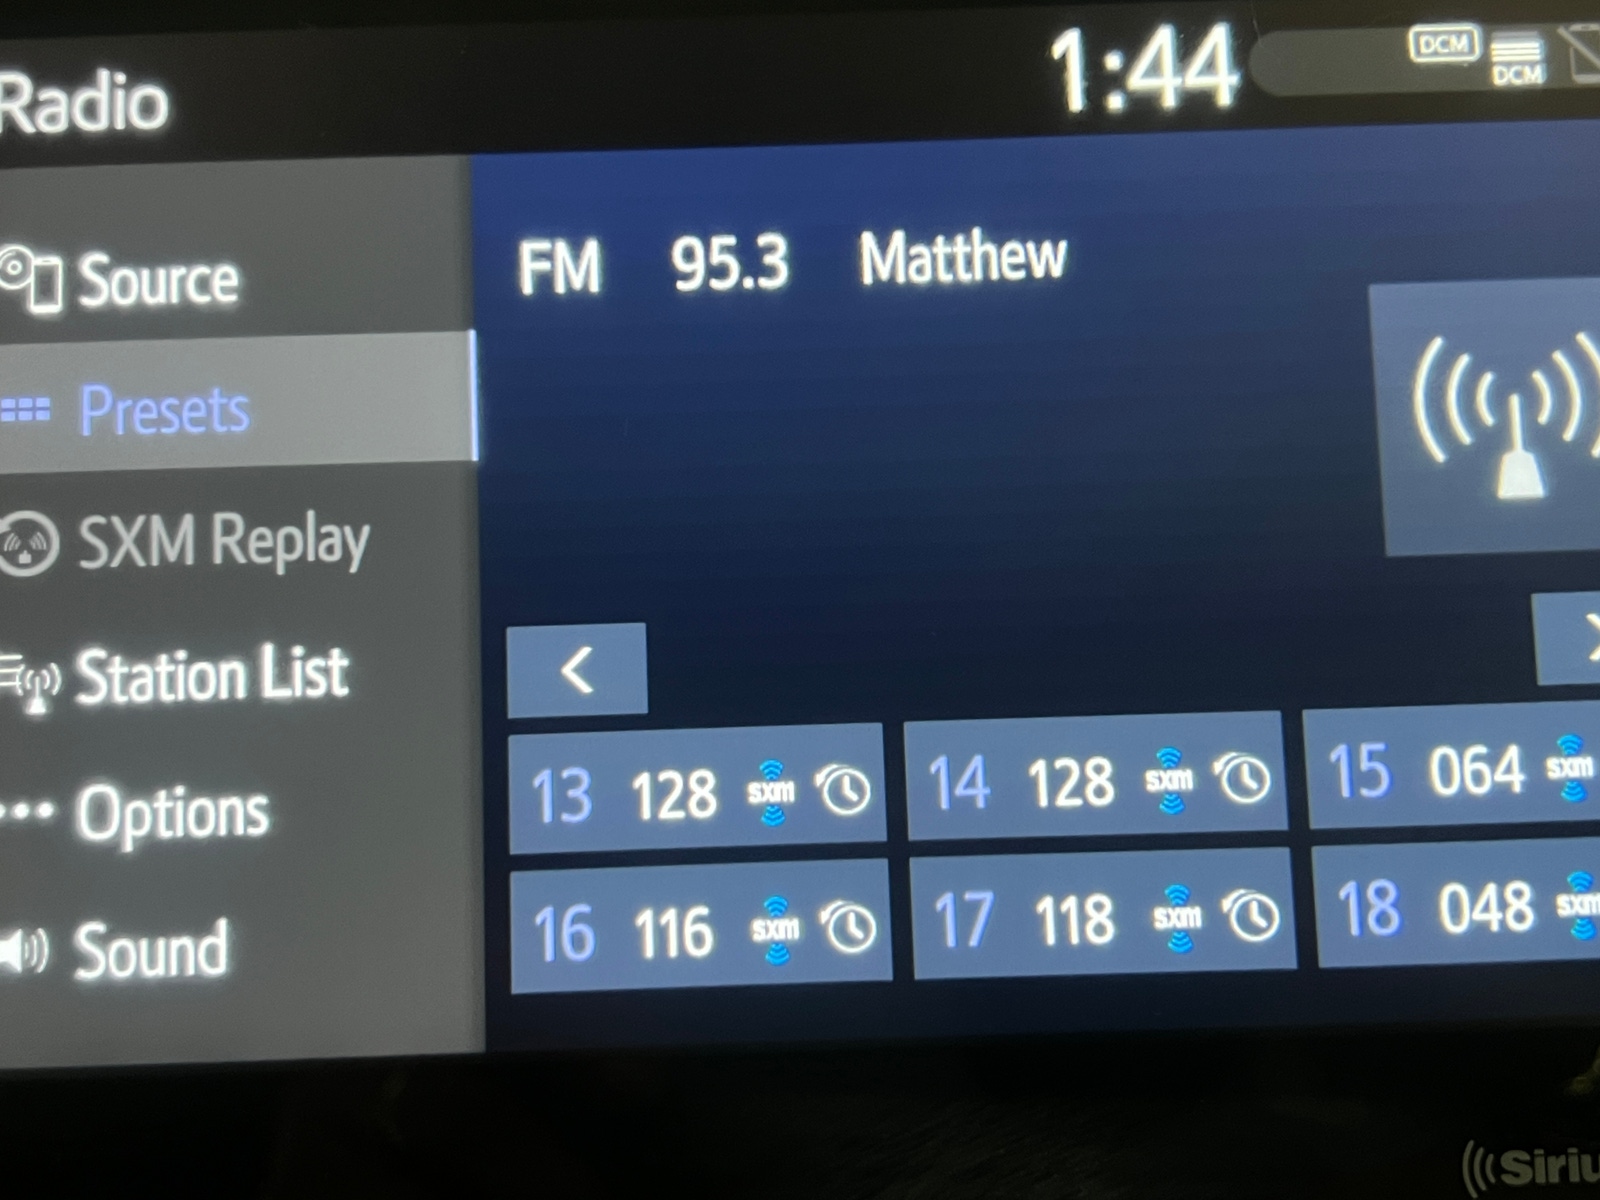 Radio
1:44
DCM
DCM
Source
FM 95.3 Matthew
Presets
SXM Replay
Station List
Options
Sound
13 128 sxm
14 128 sxm
15 064 sxm
16 116 sxm
17 118 sxm
18 048 sxm